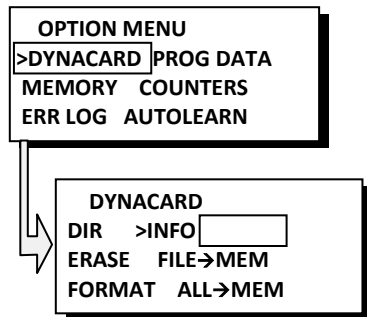 OPTION MENU
>DYNACARD PROG DATA
MEMORY COUNTERS
ERR LOG AUTOLEARN
DYNACARD
DIR >INFO
ERASE FILE→MEM
FORMAT ALL→MEM